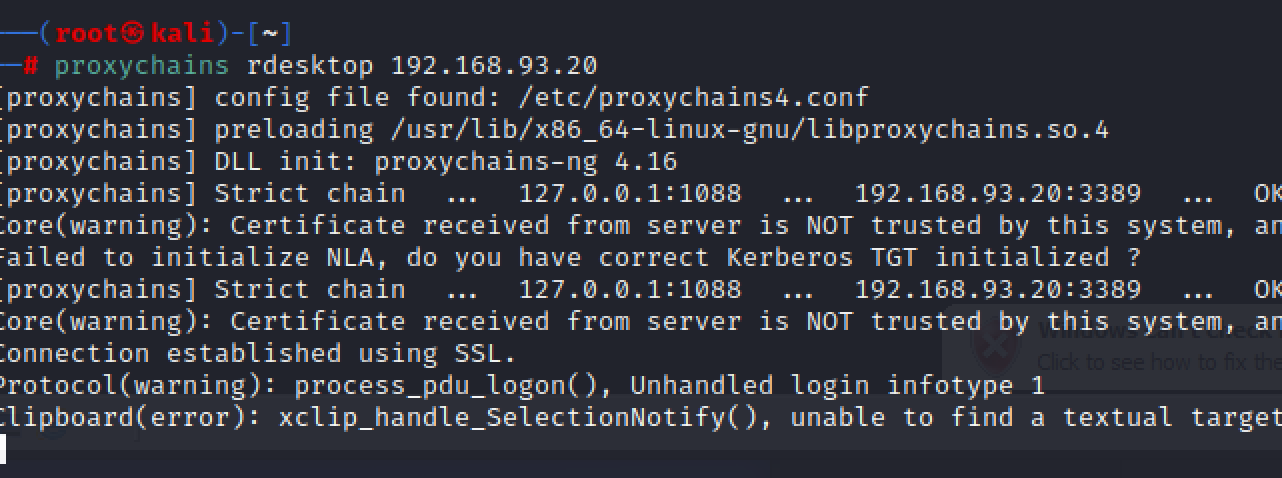 ──(root㉿kali)-[~]
─# proxychains rdesktop 192.168.93.20
[proxychains] config file found: /etc/proxychains4.conf
[proxychains] preloading /usr/lib/x86_64-linux-gnu/libproxychains.so.4
[proxychains] DLL init: proxychains-ng 4.16
[proxychains] Strict chain ... 127.0.0.1:1088 ... 192.168.93.20:3389 ... OK
Core(warning): Certificate received from server is NOT trusted by this system, an
Failed to initialize NLA, do you have correct Kerberos TGT initialized ?
[proxychains] Strict chain ... 127.0.0.1:1088 ... 192.168.93.20:3389 ... OK
Core(warning): Certificate received from server is NOT trusted by this system, an
Windows can't check
Connection established using SSL.
Click to see how to fix the
Protocol(warning): process_pdu_logon(), Unhandled login infotype 1
Clipboard(error): xclip_handle_SelectionNotify(), unable to find a textual target